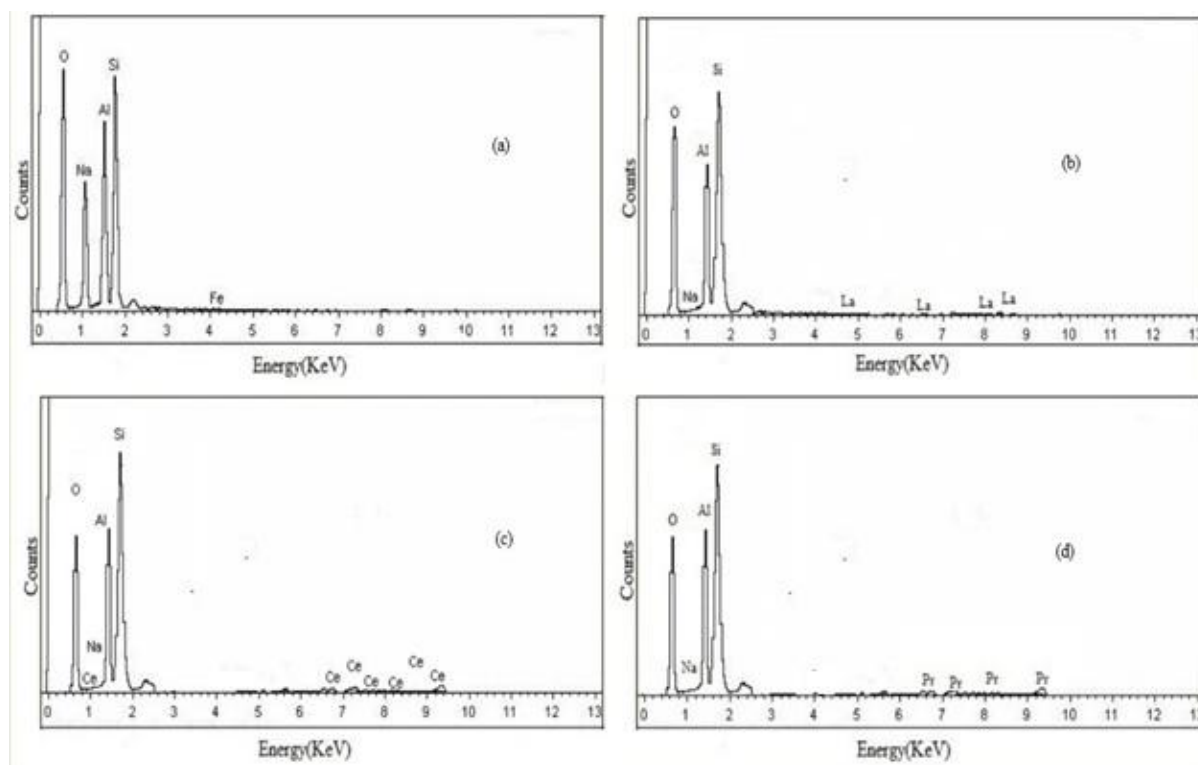 O
Si
Al
Na
(a)
Fe
Counts
0 1 2 3 4 5 6 7 8 9 10 11 12 13
Energy(KeV)
Si
O
Al
(b)
Na
La La La La
Counts
0 1 2 3 4 5 6 7 8 9 10 11 12 13
Energy(KeV)
Si
O
Al
(c)
Na
Ce
Ce Ce Ce Ce Ce Ce
Counts
0 1 2 3 4 5 6 7 8 9 10 11 12 13
Energy(KeV)
Si
O
Al
(d)
Na
Pr Pr Pr Pr
Counts
0 1 2 3 4 5 6 7 8 9 10 11 12 13
Energy(KeV)